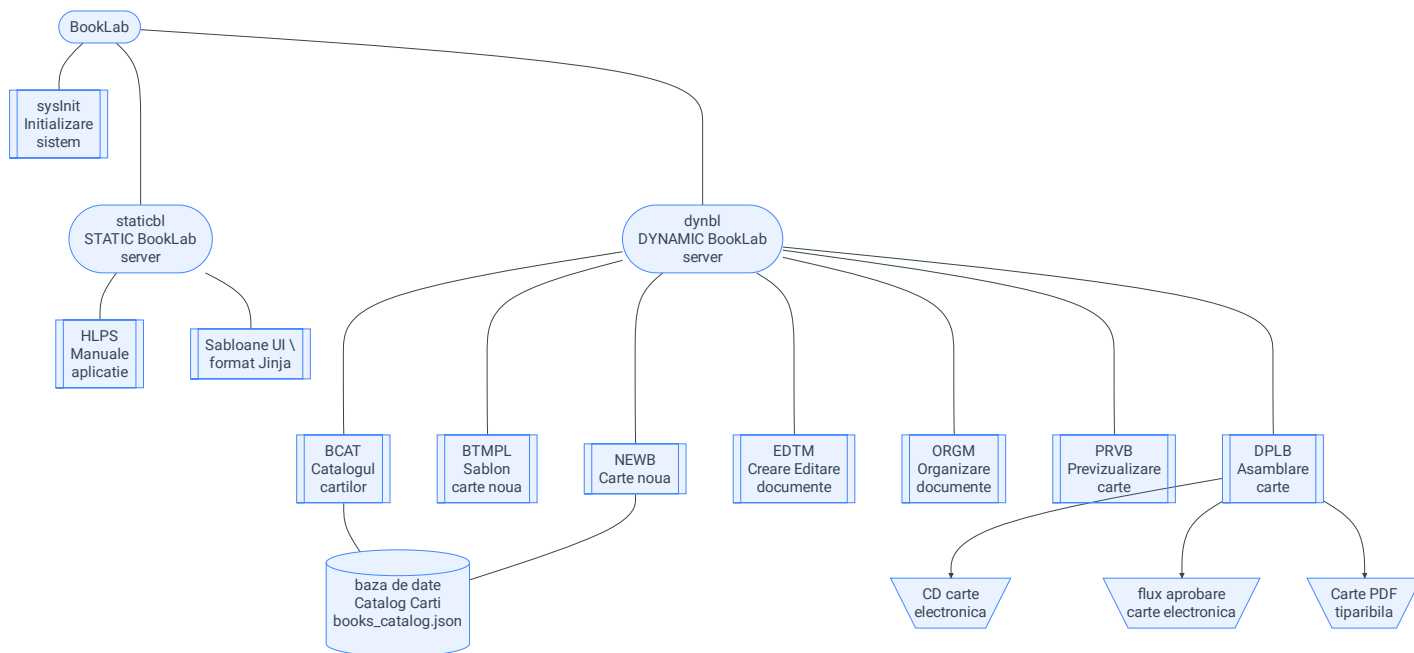 BookLab
sysInit
Initializare
sistem
staticbl
STATIC BookLab
server
dynbl
DYNAMIC BookLab
server
HLPS
Manuale
aplicatie
Sabloane UI \
format Jinja
BCAT
Catalogul
cartilor
BTMPL
Sablon
carte noua
NEWB
Carte noua
EDTM
Creare Editare
documente
ORGM
Organizare
documente
PRVB
Previzualizare
carte
DPLB
Asamblare
carte
baza de date
Catalog Carti
books_catalog.json
CD carte
electronica
flux aprobare
carte electronica
Carte PDF
tiparibila